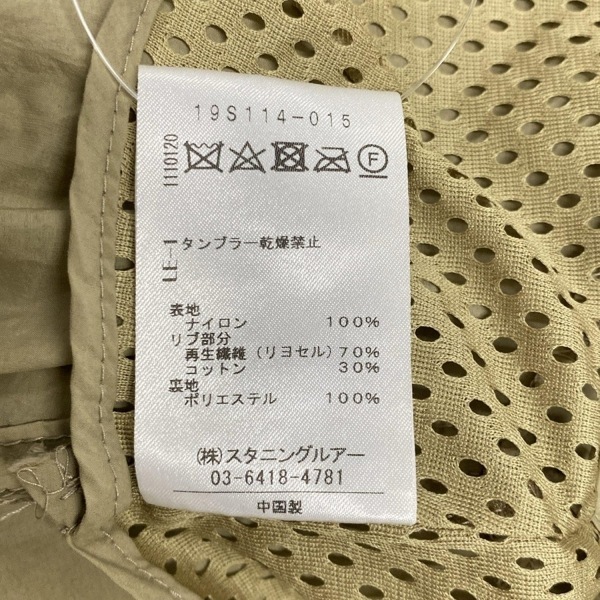 19S114-015
1110120
F
LE-1
タンブラー乾燥禁止
表地
ナイロン 100%
リブ部分
再生繊維(リヨセル) 70%
コットン 30%
裏地
ポリエステル 100%
(株)スタニングルアー
03-6418-4781
中国製